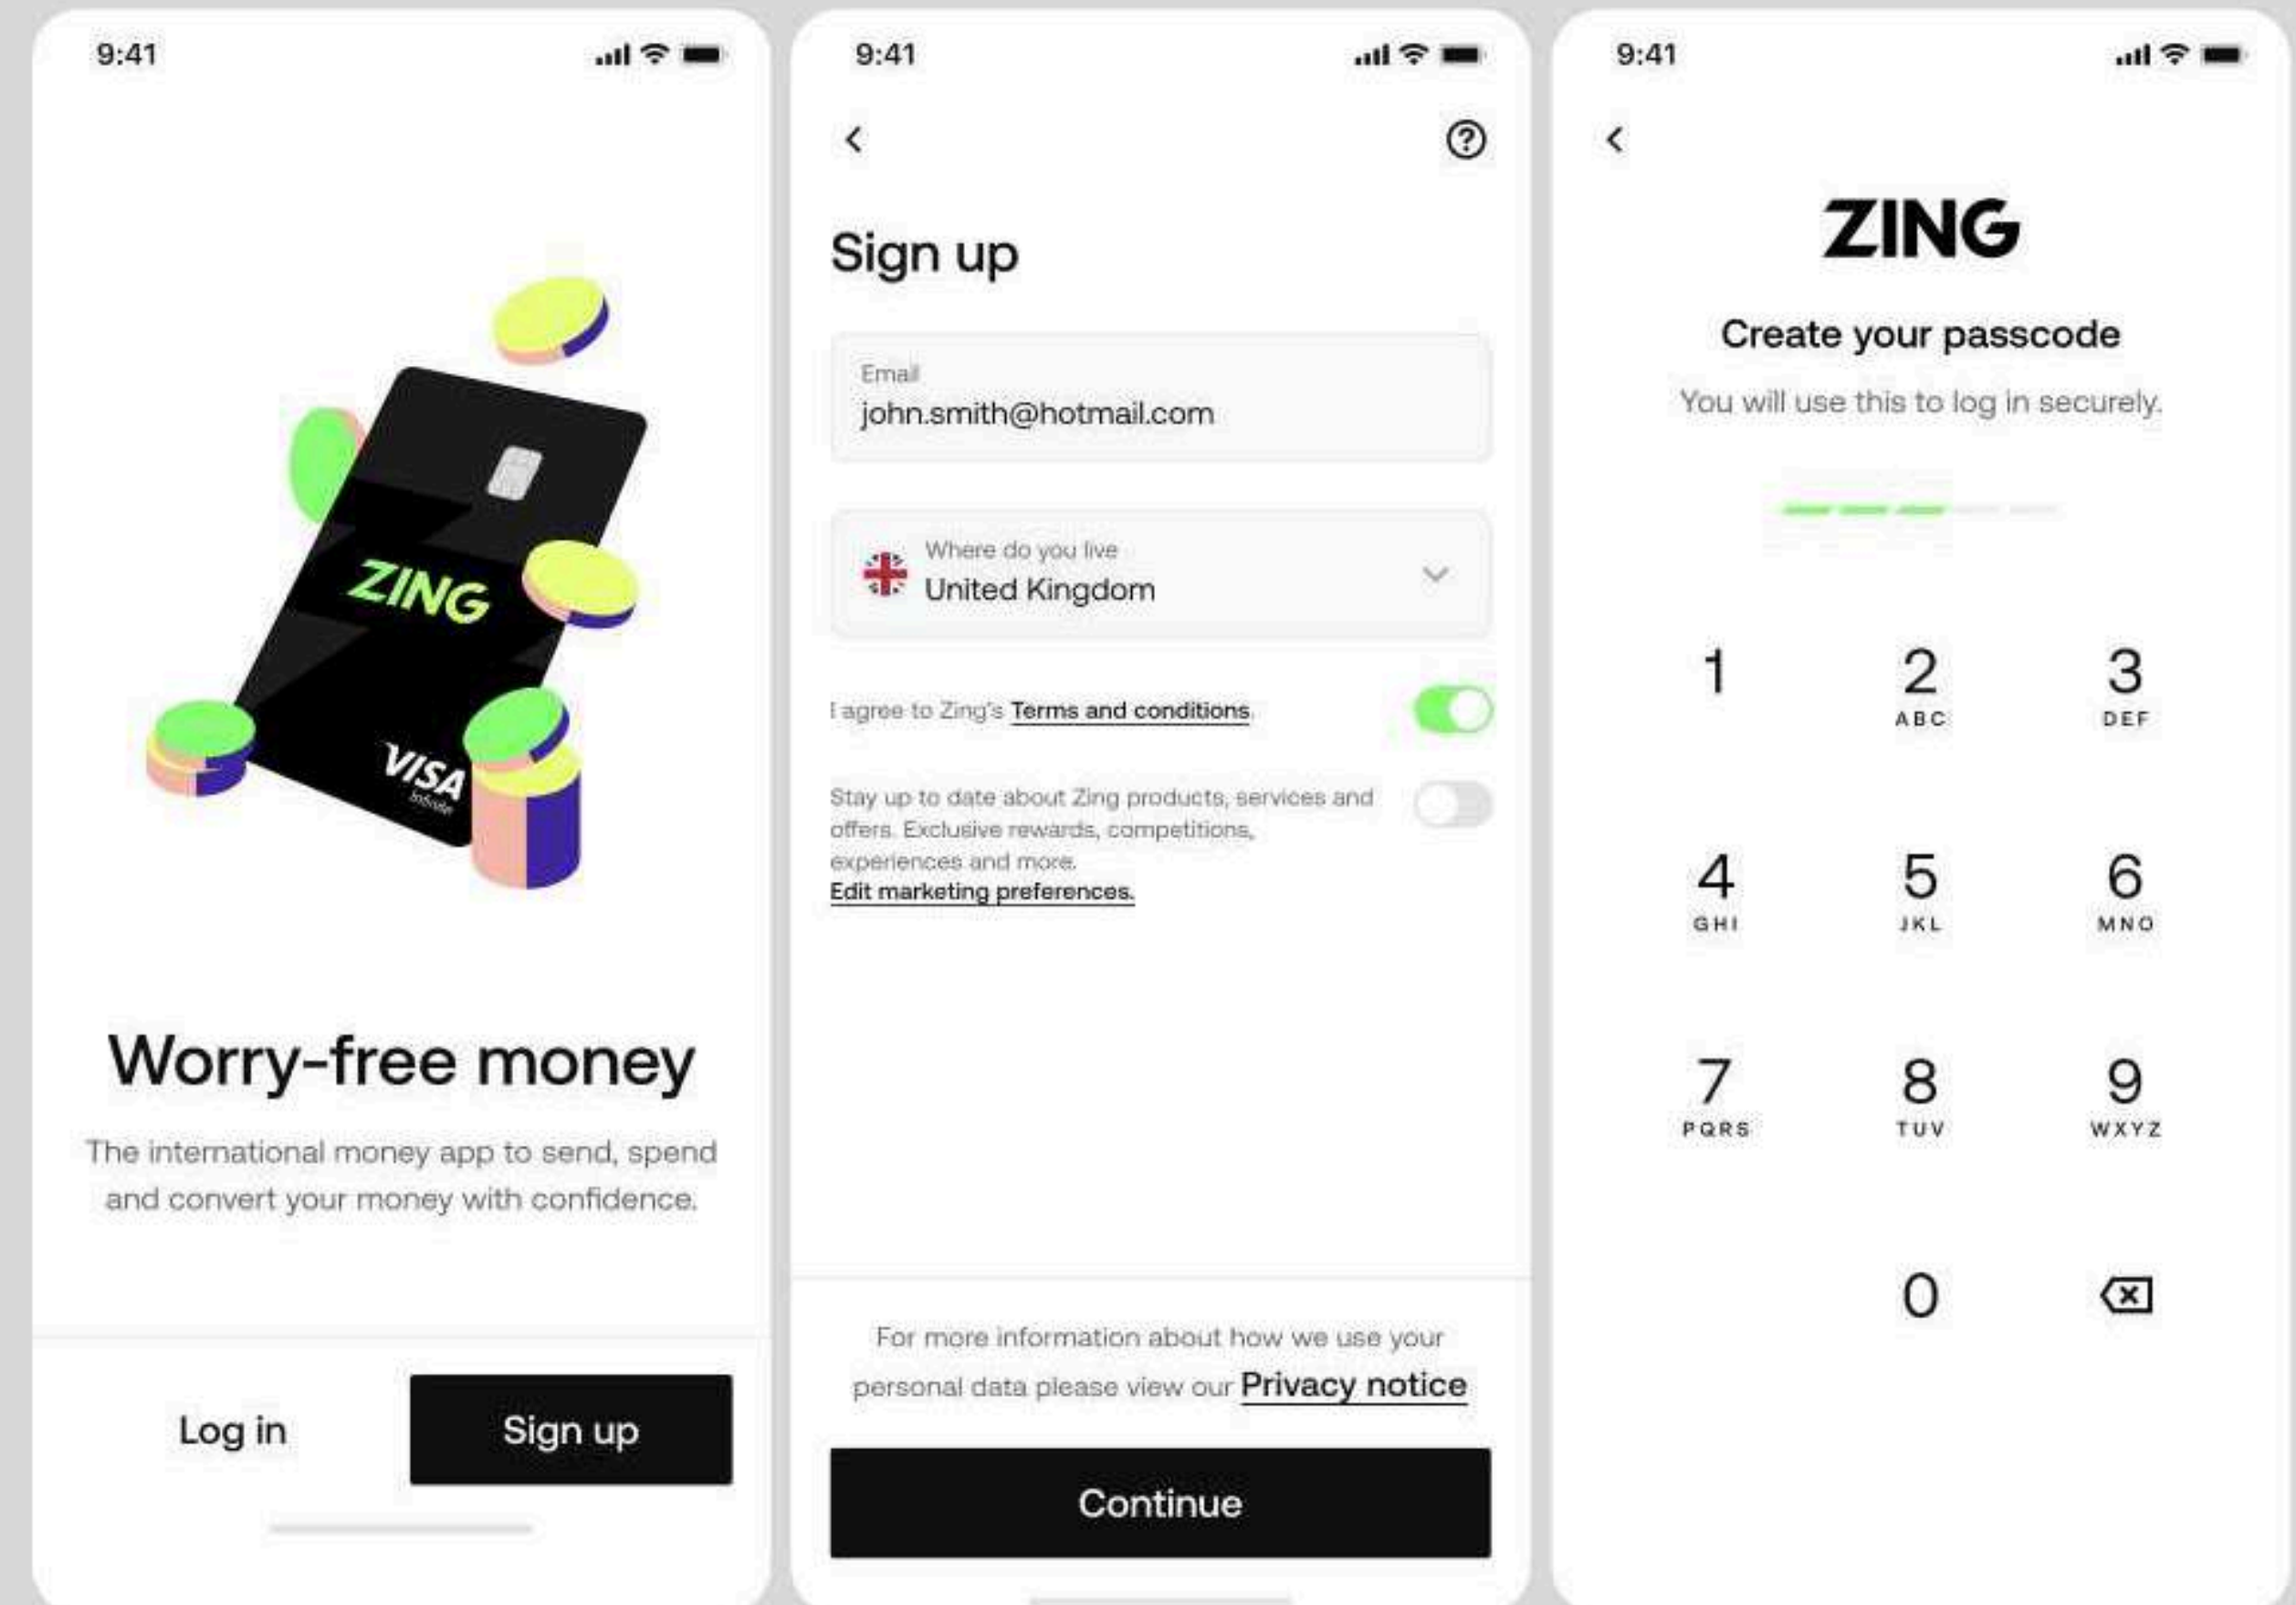 9:41
ZING
VISA
Infinite
Worry-free money
The international money app to send, spend
and convert your money with confidence.
Log in
Sign up
9:41
Sign up
Email
john.smith@hotmail.com
Where do you live
United Kingdom
I agree to Zing's Terms and conditions.
Stay up to date about Zing products, services and
offers. Exclusive rewards, competitions,
experiences and more.
Edit marketing preferences.
For more information about how we use your
personal data please view our Privacy notice
Continue
9:41
ZING
Create your passcode
You will use this to log in securely.
1 2 3
ABC DEF
4 5 6
GHI JKL MNO
7 8 9
PQRS TUV WXYZ
0